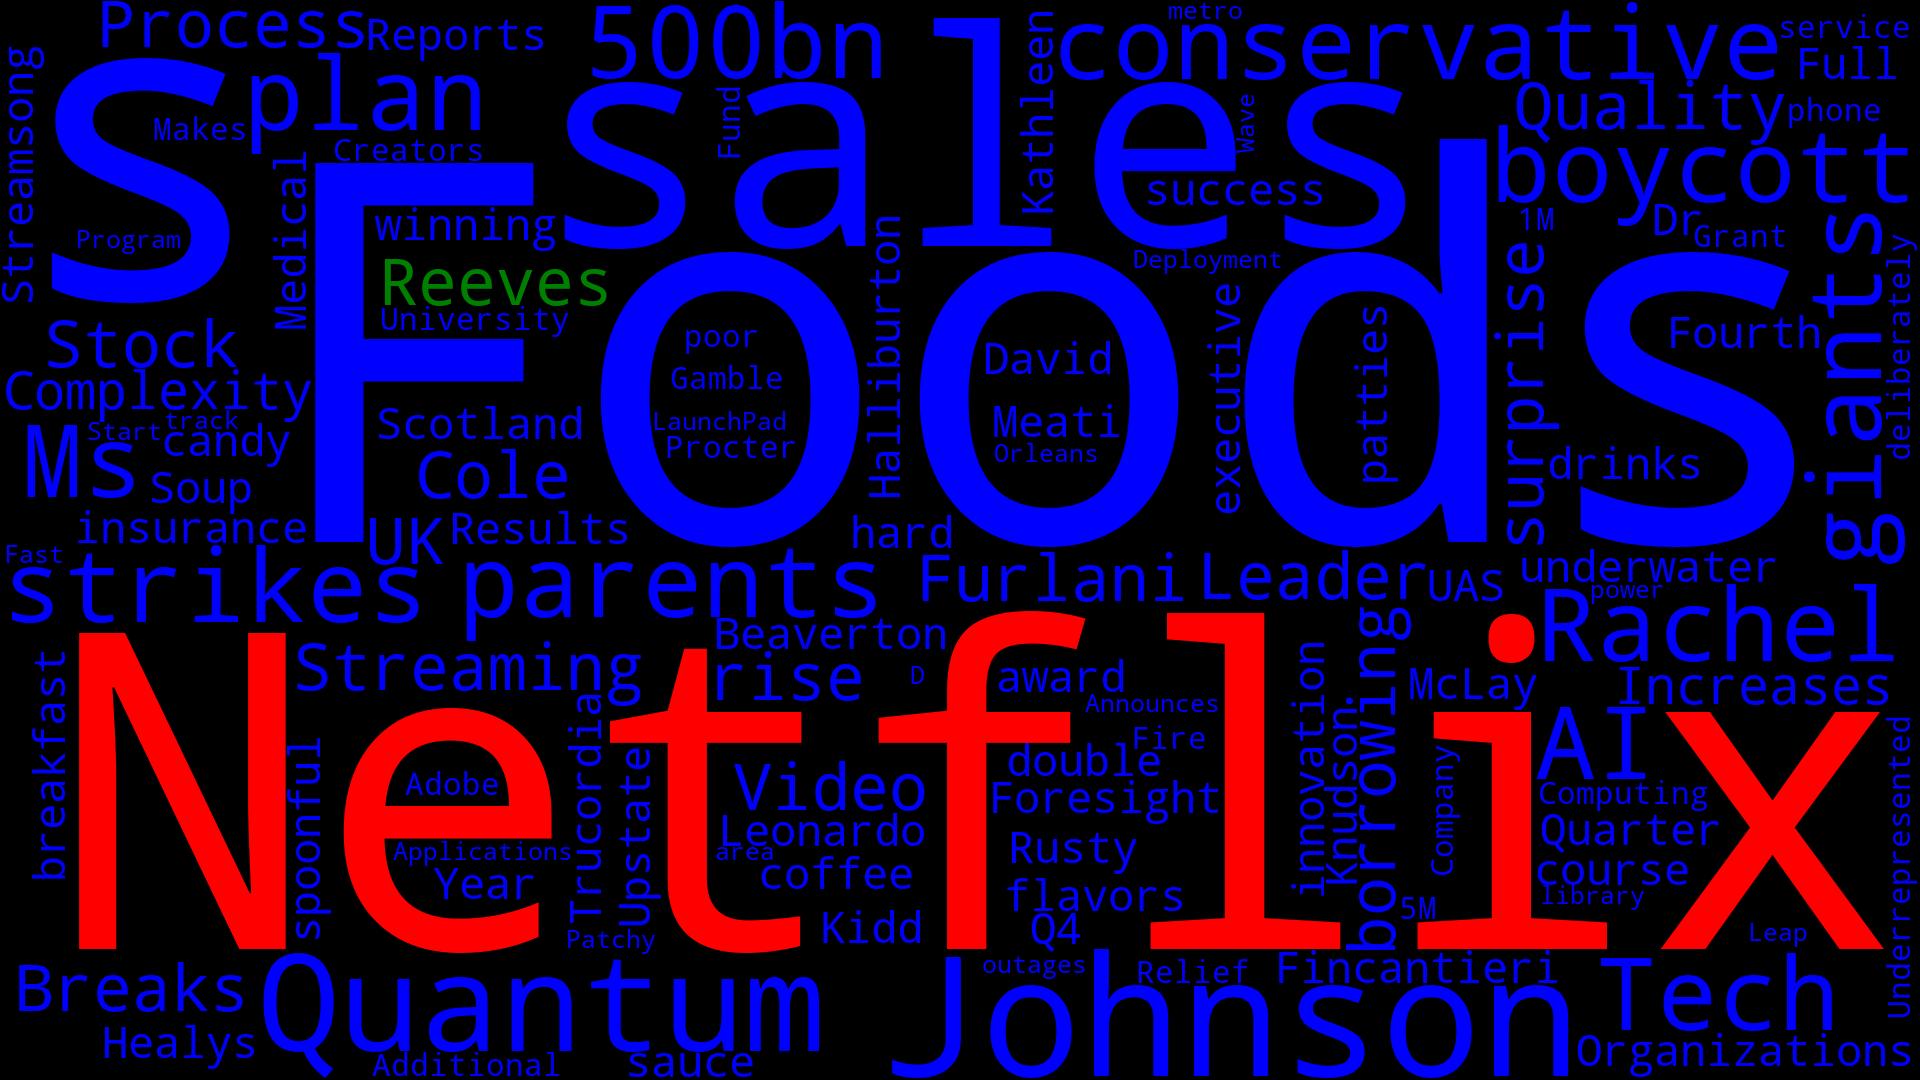 Process
Reports
500bn
metro
conservative
service
Full
Streamsong
s
plan
Makes
Creators
sales
Fund
Kathleen
Wave
Quality
phone
boycott
Medical
Program
winning
Reeves
University
success
1M
Dr
Grant
giants
deliberately
Deployment
Foods
Halliburton
executive
patties
surprise
Fourth
Stock
Complexity
poor
Gamble
LaunchPad
Procter
David
Meati
Orleans
Scotland
track
Start
candy
Ms
Soup
Cole
drinks
insurance
UK
Results
hard
Fast
strikes
parents
Furlani
Leader
UAS
underwater
power
Rachel
Beaverton
Streaming
rise
D
award
Announces
McLay
Increases
breakfast
Netflix
spoonful
Trucordia
Upstate
innovation
Knudson
borrowing
Company
AI
Underrepresented
Fire
double
Video
Adobe
Foresight
Computing
Leonardo
Quarter
Applications
area
Rusty
Year
coffee
course
flavors
library
5M
Patchy
Kidd
Q4
Leap
Breaks
Quantum
outages
Relief
Fincantieri
Johnson
Tech
Healys
Additional
sauce
Organizations